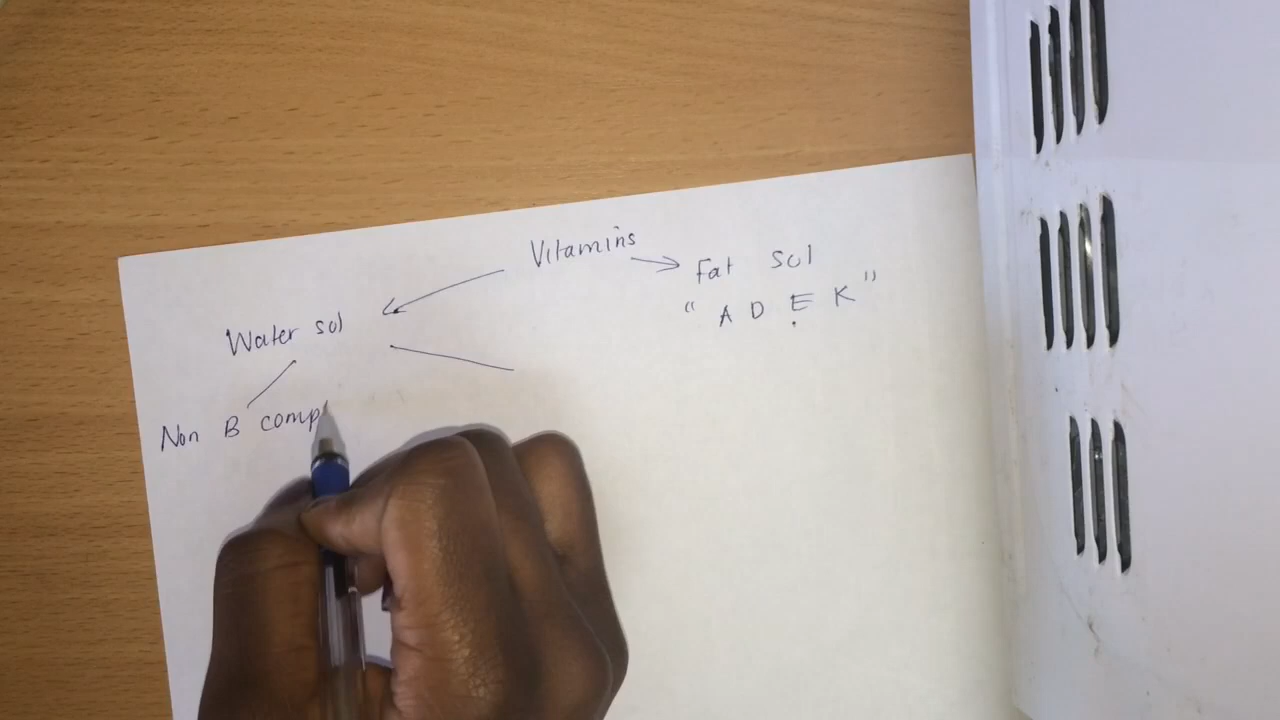 Vitamins
Fat sol
"A D E K"
Water sol
Non B comp